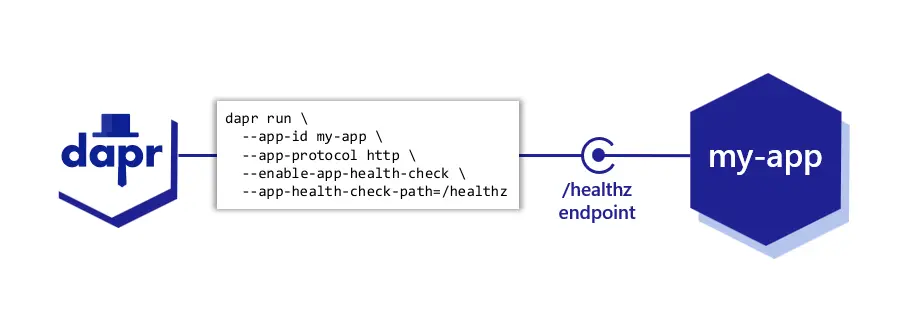 dapr
dapr run \
--app-id my-app \
--app-protocol http \
--enable-app-health-check \
--app-health-check-path=/healthz
/healthz
endpoint
my-app